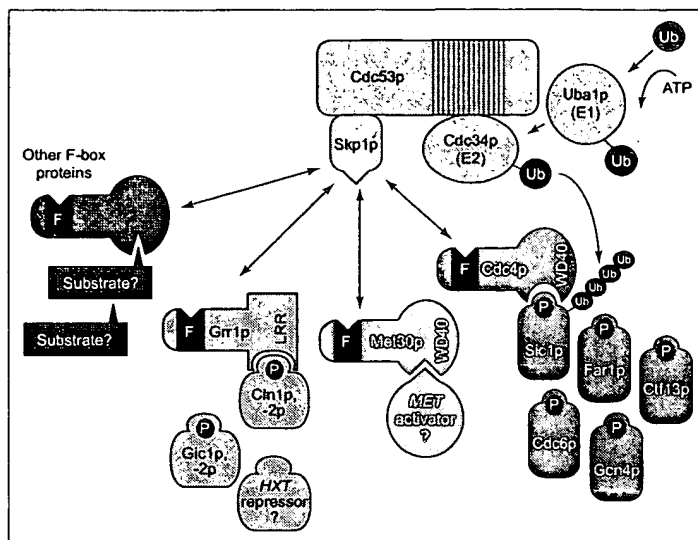 Ub
Cdc53p
Uba1p
(E1)
ATP
Skp1p
Cdc34p
(E2)
Ub
Ub
Other F-box
proteins
F
Substrate?
Substrate?
F
Grr1p
LRR
P
Cln1p,
-2p
P
Gic1p,
-2p
HXT
repressor
?
F
Met30p
WD40
MET
activator
?
F
Cdc4p
WD40
Ub
Ub
Ub
Ub
P
Sic1p
P
Far1p
P
Ctf13p
P
Cdc6p
P
Gcn4p